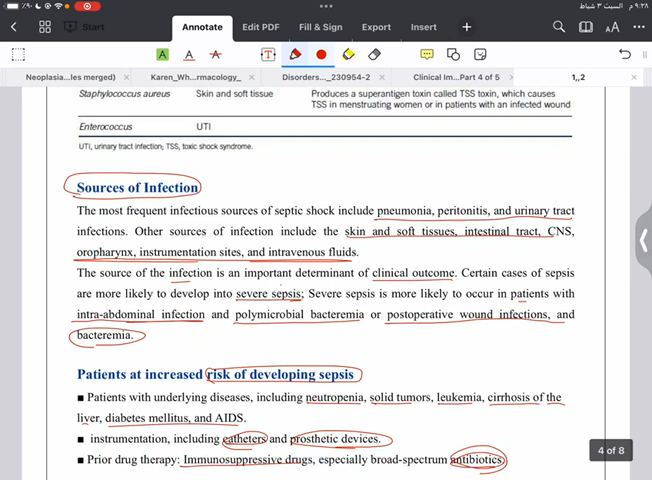 ٩:٢٨ م السبت ٣ شباط
٪٩٠
Start
Annotate Edit PDF Fill & Sign Export Insert
Neoplasia...les merged) Karen_Wh...rmacology_ Disorders..._230954-2 Clinical Im...Part 4 of 5 1,,2
Staphylococcus aureus Skin and soft tissue Produces a superantigen toxin called TSS toxin, which causes
TSS in menstruating women or in patients with an infected wound
Enterococcus UTI
UTI, urinary tract infection; TSS, toxic shock syndrome.
Sources of Infection
The most frequent infectious sources of septic shock include pneumonia, peritonitis, and urinary tract
infections. Other sources of infection include the skin and soft tissues, intestinal tract, CNS,
oropharynx, instrumentation sites, and intravenous fluids.
The source of the infection is an important determinant of clinical outcome. Certain cases of sepsis
are more likely to develop into severe sepsis; Severe sepsis is more likely to occur in patients with
intra-abdominal infection and polymicrobial bacteremia or postoperative wound infections, and
bacteremia.
Patients at increased risk of developing sepsis
■ Patients with underlying diseases, including neutropenia, solid tumors, leukemia, cirrhosis of the
liver, diabetes mellitus, and AIDS.
■ instrumentation, including catheters and prosthetic devices.
■ Prior drug therapy: Immunosuppressive drugs, especially broad-spectrum antibiotics
4 of 8